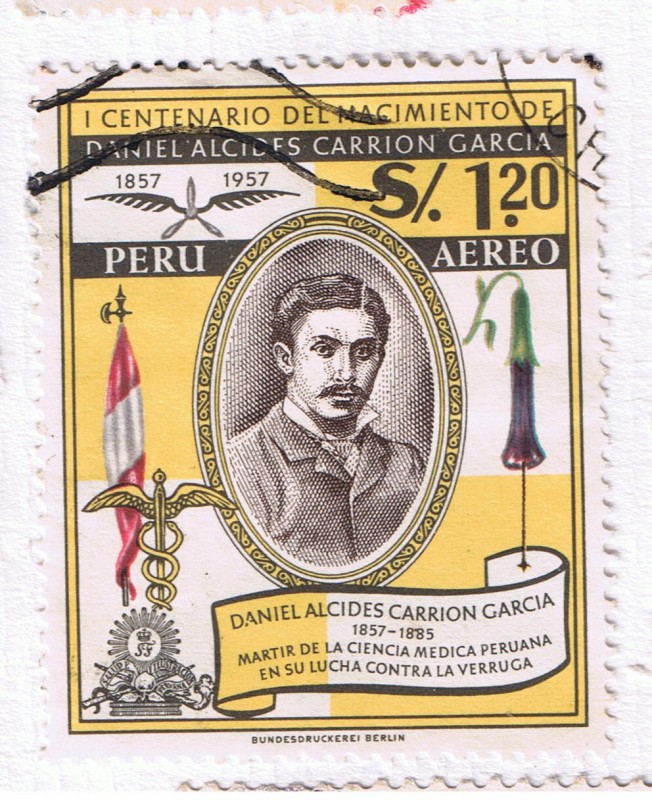 I CENTENARIO DEL NACIMIENTO DE
DANIEL ALCIDES CARRION GARCIA
1857 1957
S/. 1.20
PERU AEREO
DANIEL ALCIDES CARRION GARCIA
1857-1885
MARTIR DE LA CIENCIA MEDICA PERUANA
EN SU LUCHA CONTRA LA VERRUGA
BUNDESDRUCKEREI BERLIN
CH